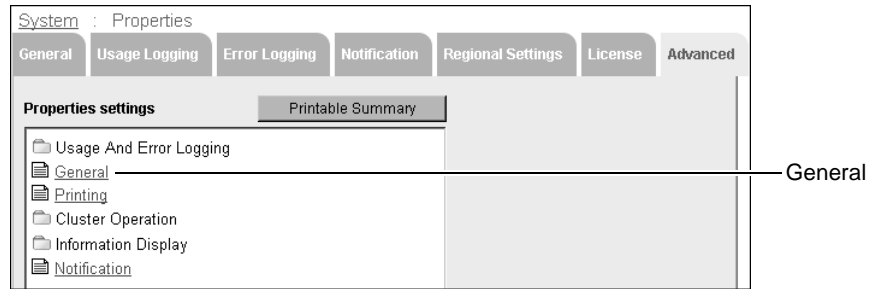 System : Properties
General Usage Logging Error Logging Notification Regional Settings License Advanced
Properties settings Printable Summary
Usage And Error Logging
General General
Printing
Cluster Operation
Information Display
Notification